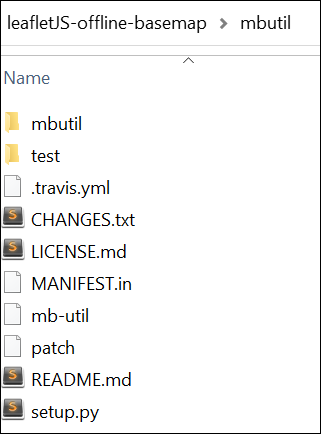 leafletJS-offline-basemap > mbutil
Name
mbutil
test
.travis.yml
CHANGES.txt
LICENSE.md
MANIFEST.in
mb-util
patch
README.md
setup.py